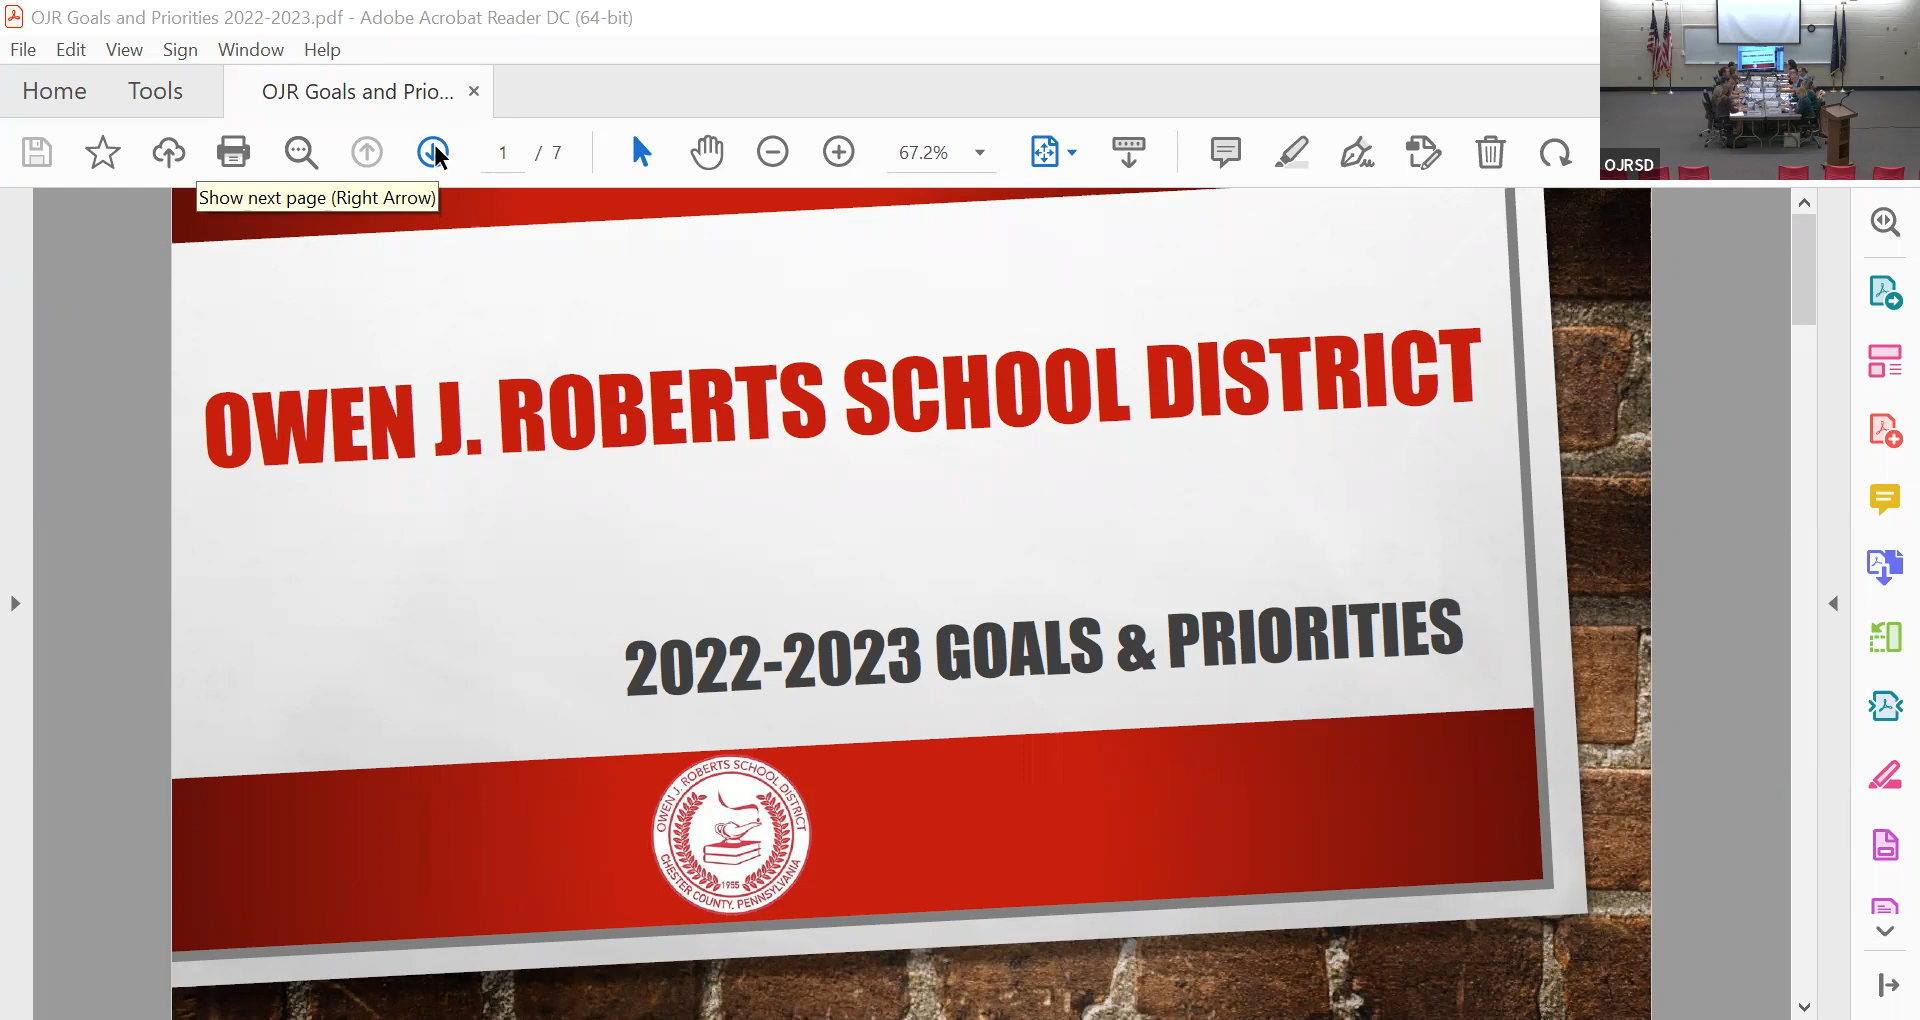 OJR Goals and Priorities 2022-2023.pdf - Adobe Acrobat Reader DC (64-bit)
File Edit View Sign Window Help
Home Tools OJR Goals and Prio... ×
1 / 7 67.2%
OJRSD
Show next page (Right Arrow)
OWEN J. ROBERTS SCHOOL DISTRICT
2022-2023 GOALS & PRIORITIES
OWEN J. ROBERTS SCHOOL DISTRICT
1955
CHESTER COUNTY, PENNSYLVANIA